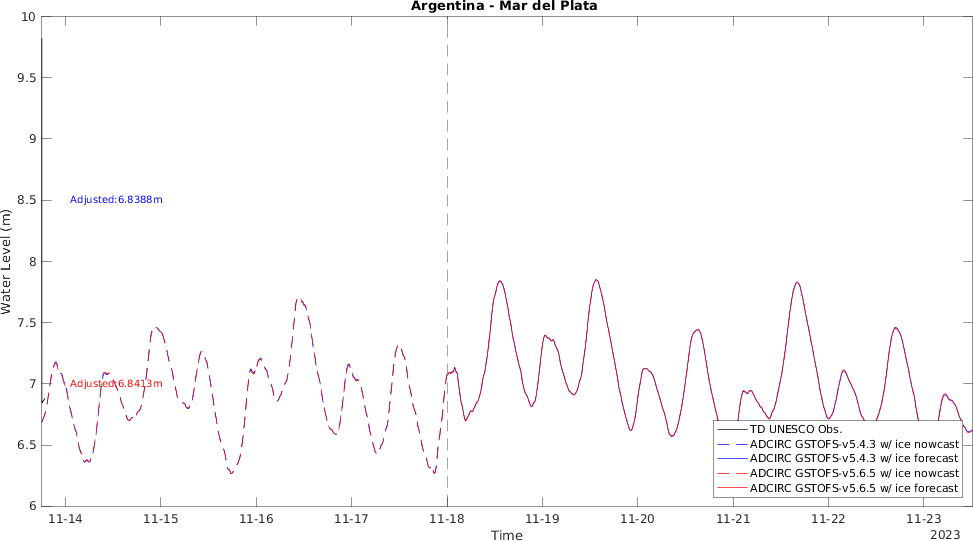 Argentina - Mar del Plata
10
9.5
9
8.5
8
7.5
7
6.5
6
Water Level (m)
Adjusted:6.8388m
Adjusted:6.8413m
TD UNESCO Obs.
ADCIRC GSTOFS-v5.4.3 w/ ice nowcast
ADCIRC GSTOFS-v5.4.3 w/ ice forecast
ADCIRC GSTOFS-v5.6.5 w/ ice nowcast
ADCIRC GSTOFS-v5.6.5 w/ ice forecast
11-14 11-15 11-16 11-17 11-18 11-19 11-20 11-21 11-22 11-23
Time
2023